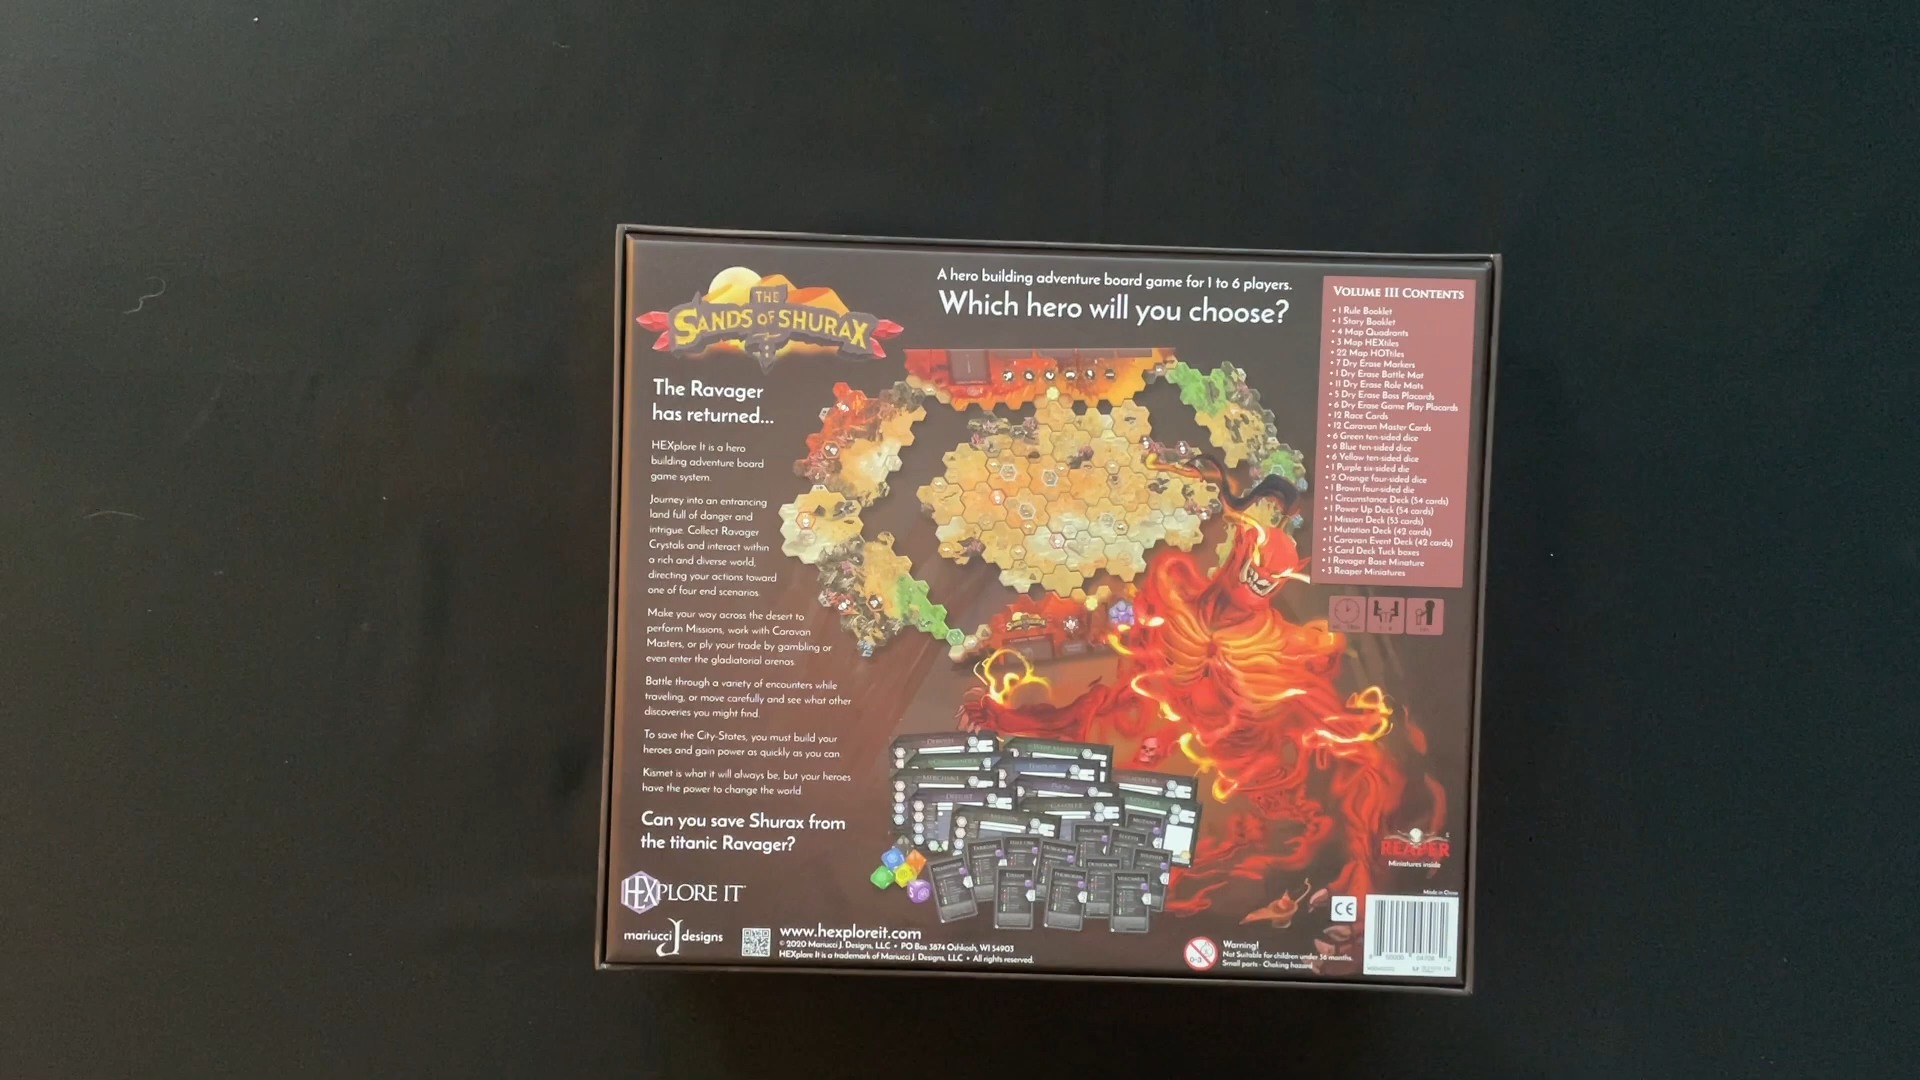 THE
SANDS OF SHURAX
A hero building adventure board game for 1 to 6 players.
Which hero will you choose?
The Ravager
has returned...
HEXplore It is a hero
building adventure board
game system.
Journey into an entrancing
land full of danger and
intrigue. Collect Ravager
Crystals and interact within
a rich and diverse world,
directing your actions toward
one of four end scenarios.
Make your way across the desert to
perform Missions, work with Caravan
Masters, or ply your trade by gambling or
even enter the gladiatorial arenas.
Battle through a variety of encounters while
traveling, or move carefully and see what other
discoveries you might find.
To save the City-States, you must build your
heroes and gain power as quickly as you can.
Kismet is what it will always be, but your heroes
have the power to change the world.
Can you save Shurax from
the titanic Ravager?
HEXPLORE IT
mariucci J designs
www.hexploreit.com
© 2020 Mariucci J. Designs, LLC • PO Box 3874 Oshkosh, WI 54903
HEXplore It is a trademark of Mariucci J. Designs, LLC • All rights reserved.
VOLUME III CONTENTS
• 1 Rule Booklet
• 1 Story Booklet
• 4 Map Quadrants
• 3 Map HEXtiles
• 22 Map HOTtiles
• 7 Dry Erase Markers
• 1 Dry Erase Battle Mat
• 11 Dry Erase Role Mats
• 5 Dry Erase Boss Placards
• 6 Dry Erase Game Play Placards
• 12 Race Cards
• 12 Caravan Master Cards
• 6 Green ten-sided dice
• 6 Blue ten-sided dice
• 6 Yellow ten-sided dice
• 1 Purple six-sided die
• 2 Orange four-sided dice
• 1 Brown four-sided die
• 1 Circumstance Deck (54 cards)
• 1 Power Up Deck (54 cards)
• 1 Mission Deck (53 cards)
• 1 Mutation Deck (42 cards)
• 1 Caravan Event Deck (42 cards)
• 5 Card Deck Tuck boxes
• 1 Ravager Base Miniature
• 3 Reaper Miniatures
MERCHANT
GAMBLER
REAPER
Miniatures inside
Made in China
CE
0-3
Warning!
Not Suitable for children under 36 months.
Small parts - Choking hazard